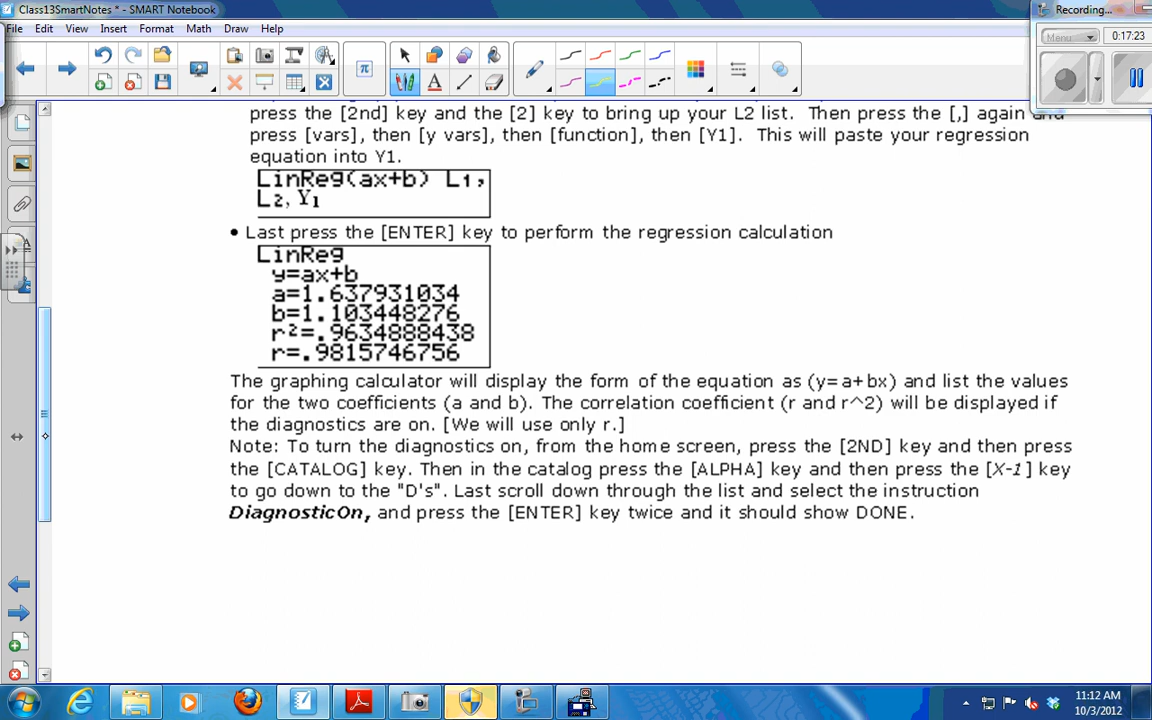 Class13SmartNotes * - SMART Notebook
Recording...
File Edit View Insert Format Math Draw Help
Menu
0:17:23
press the [2nd] key and the [2] key to bring up your L2 list. Then press the [,] again and
press [vars], then [y vars], then [function], then [Y1]. This will paste your regression
equation into Y1.
LinReg(ax+b) L1,
L2, Y1
• Last press the [ENTER] key to perform the regression calculation
LinReg
y=ax+b
a=1.637931034
b=1.103448276
r²=.9634888438
r=.9815746756
The graphing calculator will display the form of the equation as (y=a+bx) and list the values
for the two coefficients (a and b). The correlation coefficient (r and r^2) will be displayed if
the diagnostics are on. [We will use only r.]
Note: To turn the diagnostics on, from the home screen, press the [2ND] key and then press
the [CATALOG] key. Then in the catalog press the [ALPHA] key and then press the [X-1] key
to go down to the "D's". Last scroll down through the list and select the instruction
DiagnosticOn, and press the [ENTER] key twice and it should show DONE.
11:12 AM
10/3/2012